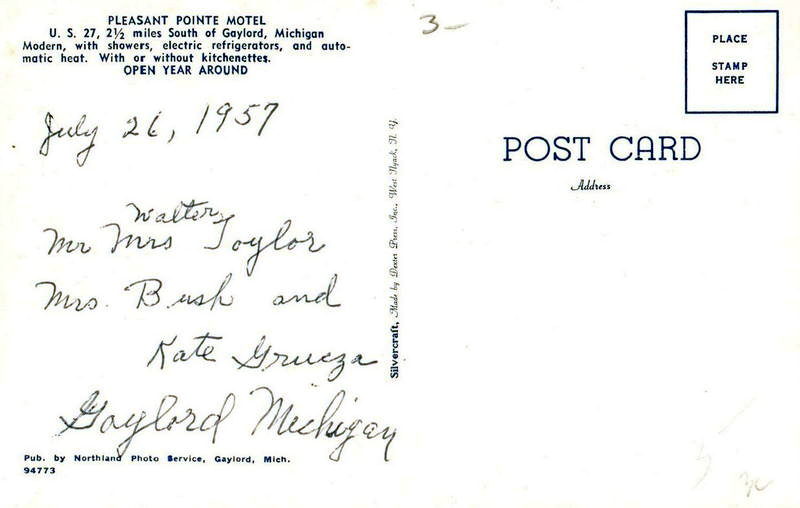 PLEASANT POINTE MOTEL
U. S. 27, 2½ miles South of Gaylord, Michigan
Modern, with showers, electric refrigerators, and auto-
matic heat. With or without kitchenettes.
OPEN YEAR AROUND
July 26, 1957
Walter
Mr Mrs Taylor
Mrs. Bush and
Kate Grucza
Gaylord Michigan
Pub. by Northland Photo Service, Gaylord, Mich.
94773
Silvercraft, Made by Dexter Press, Inc., West Nyack, N. Y.
3-
PLACE
STAMP
HERE
POST CARD
Address